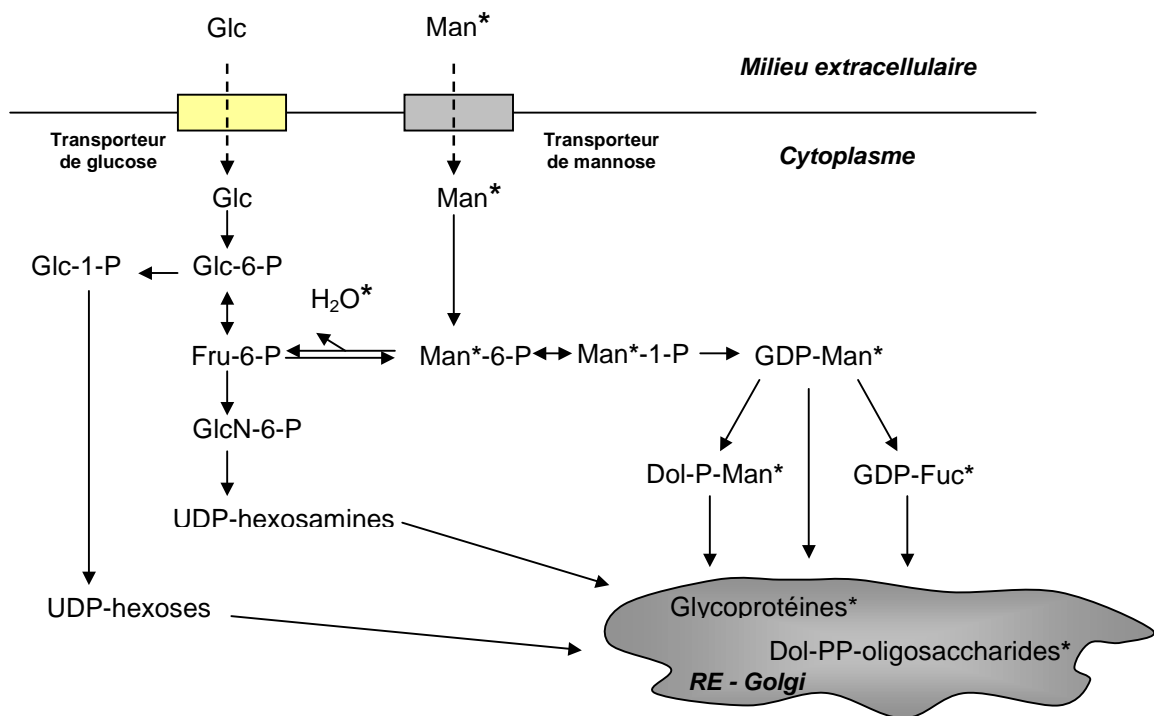 Glc
Man*
Milieu extracellulaire
Transporteur
de glucose
Transporteur
de mannose
Cytoplasme
Glc
Man*
Glc-1-P
Glc-6-P
H₂O*
Fru-6-P
Man*-6-P
Man*-1-P
GDP-Man*
GlcN-6-P
Dol-P-Man*
GDP-Fuc*
UDP-hexosamines
UDP-hexoses
Glycoprotéines*
Dol-PP-oligosaccharides*
RE - Golgi